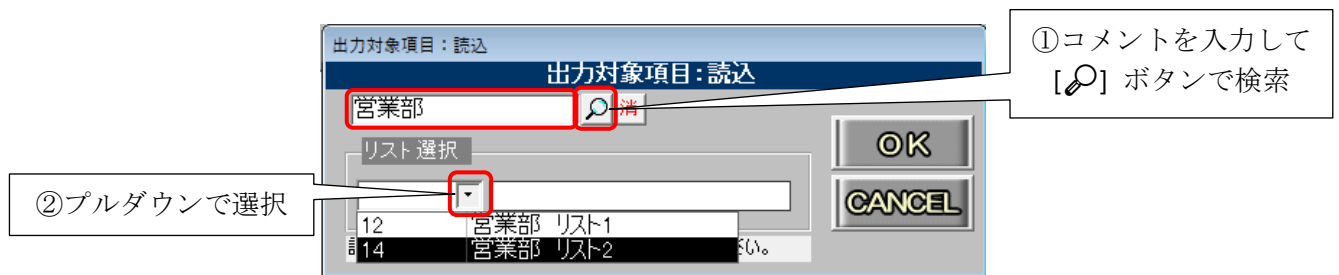 出力対象項目：読込
出力対象項目:読込
①コメントを入力して
[🔎] ボタンで検索
営業部
消
リスト選択
OK
②プルダウンで選択
CANCEL
12 営業部 リスト1
14 営業部 リスト2
さい。